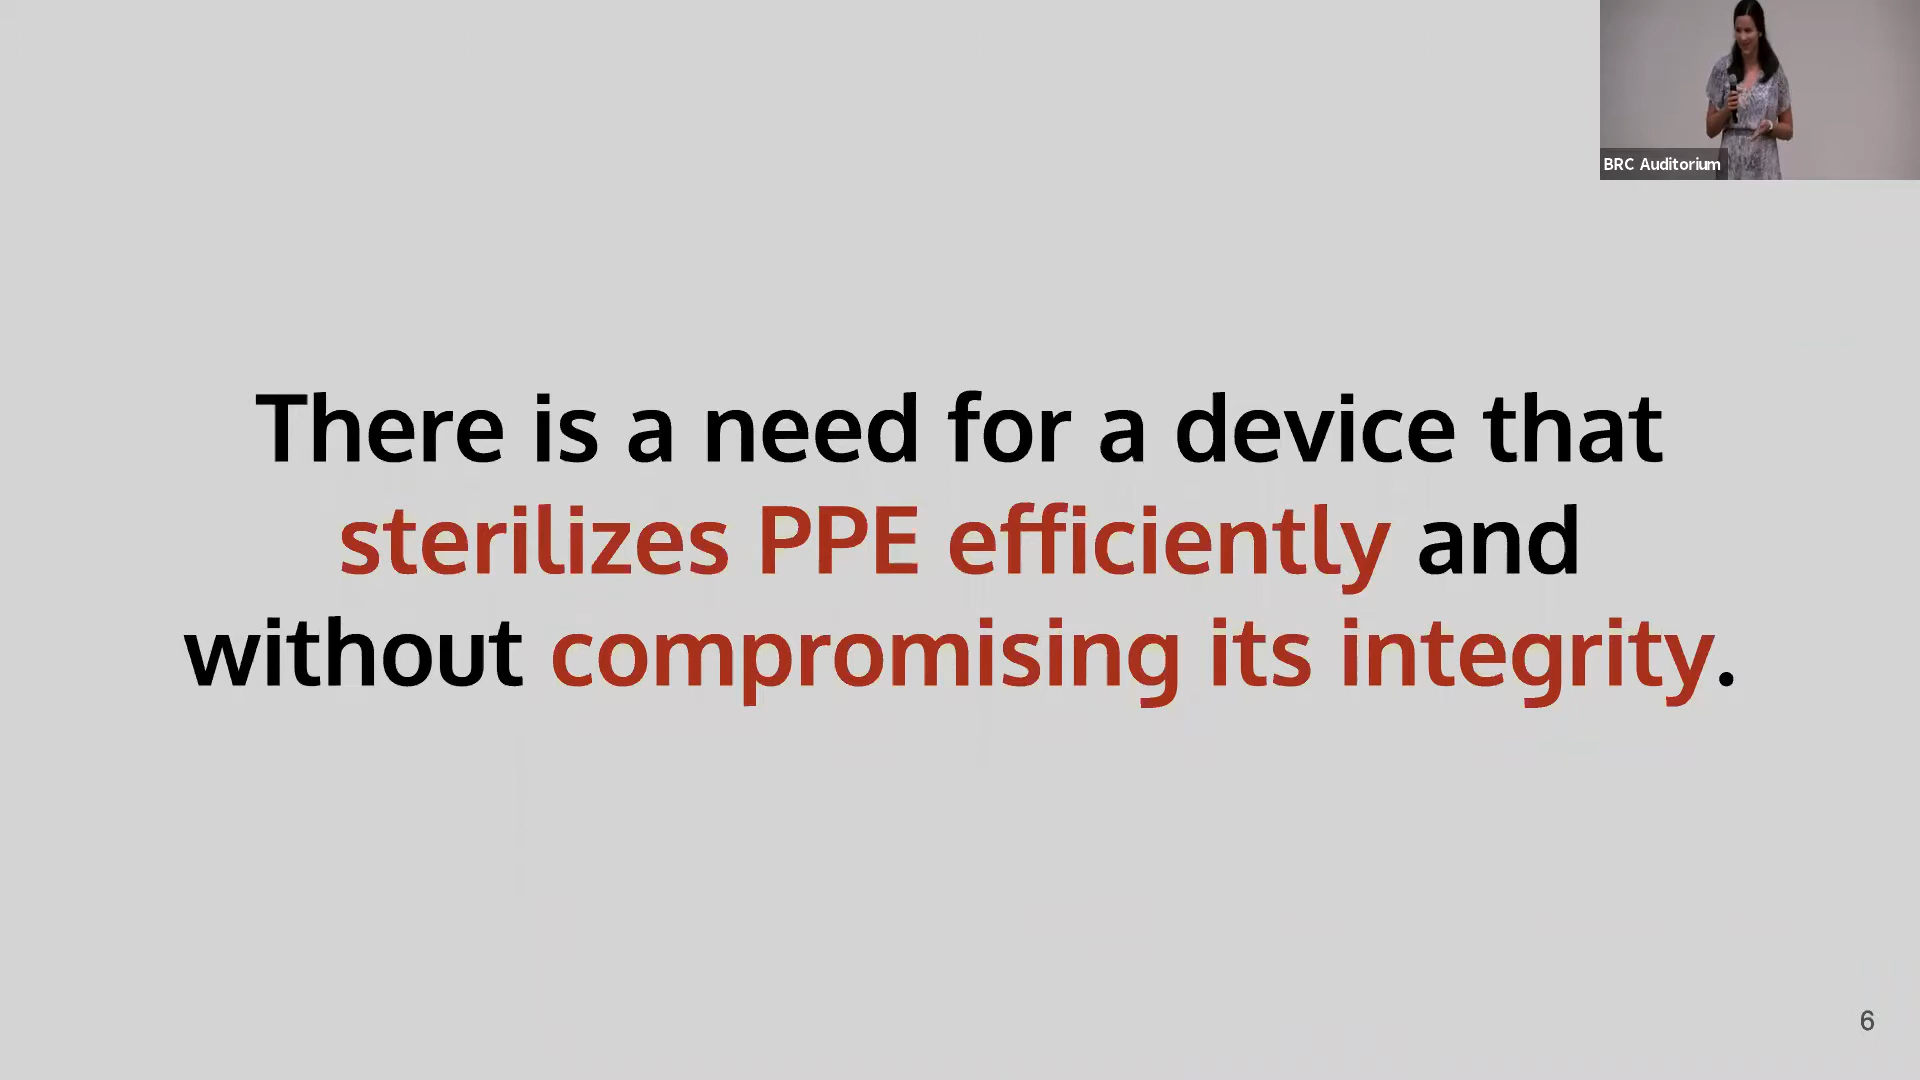 BRC Auditorium
There is a need for a device that
sterilizes PPE efficiently and
without compromising its integrity.
6